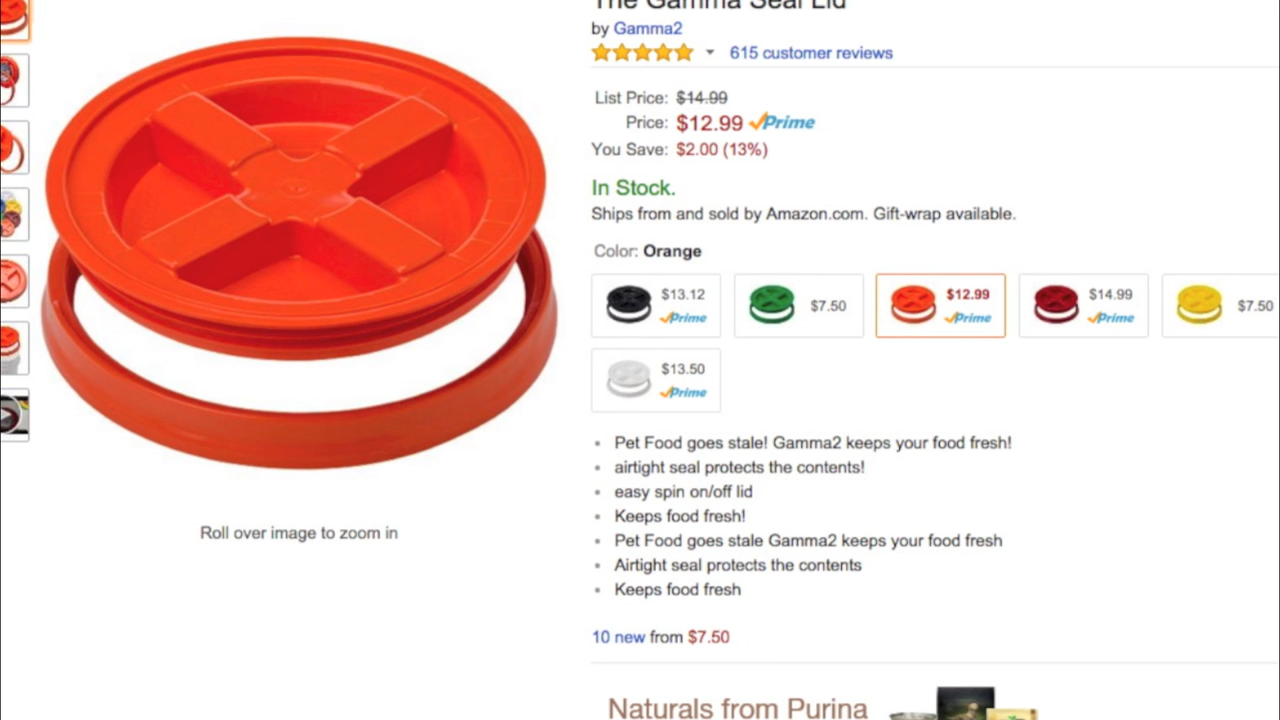 The Gamma Seal Lid
by Gamma2
615 customer reviews
List Price: $14.99
Price: $12.99 Prime
You Save: $2.00 (13%)
In Stock.
Ships from and sold by Amazon.com. Gift-wrap available.
Color: Orange
$13.12 Prime
$7.50
$12.99 Prime
$14.99 Prime
$7.50
$13.50 Prime
Pet Food goes stale! Gamma2 keeps your food fresh!
airtight seal protects the contents!
easy spin on/off lid
Keeps food fresh!
Pet Food goes stale Gamma2 keeps your food fresh
Airtight seal protects the contents
Keeps food fresh
10 new from $7.50
Roll over image to zoom in
Naturals from Purina